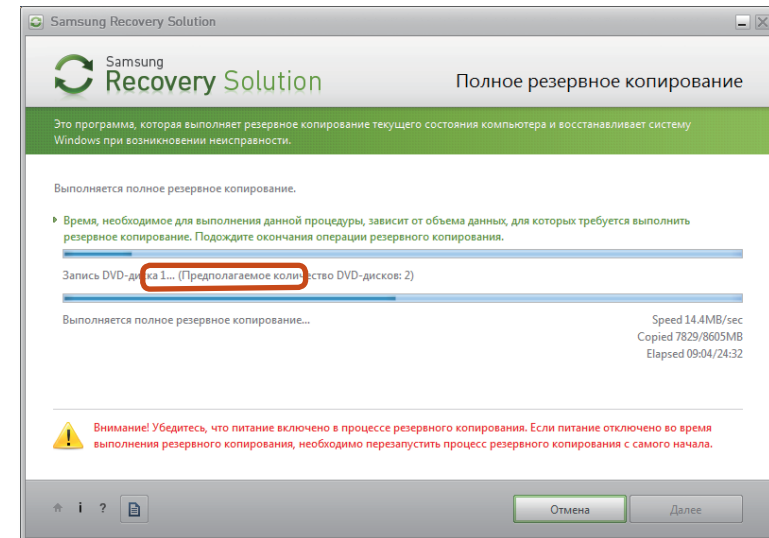 Samsung Recovery Solution
Samsung
Recovery Solution
Полное резервное копирование
Это программа, которая выполняет резервное копирование текущего состояния компьютера и восстанавливает систему
Windows при возникновении неисправности.
Выполняется полное резервное копирование.
Время, необходимое для выполнения данной процедуры, зависит от объема данных, для которых требуется выполнить
резервное копирование. Подождите окончания операции резервного копирования.
Запись DVD-диска 1... (Предполагаемое количество DVD-дисков: 2)
Выполняется полное резервное копирование...
Speed 14.4MB/sec
Copied 7829/8605MB
Elapsed 09:04/24:32
Внимание! Убедитесь, что питание включено в процессе резервного копирования. Если питание отключено во время
выполнения резервного копирования, необходимо перезапустить процесс резервного копирования с самого начала.
i ?
Отмена
Далее